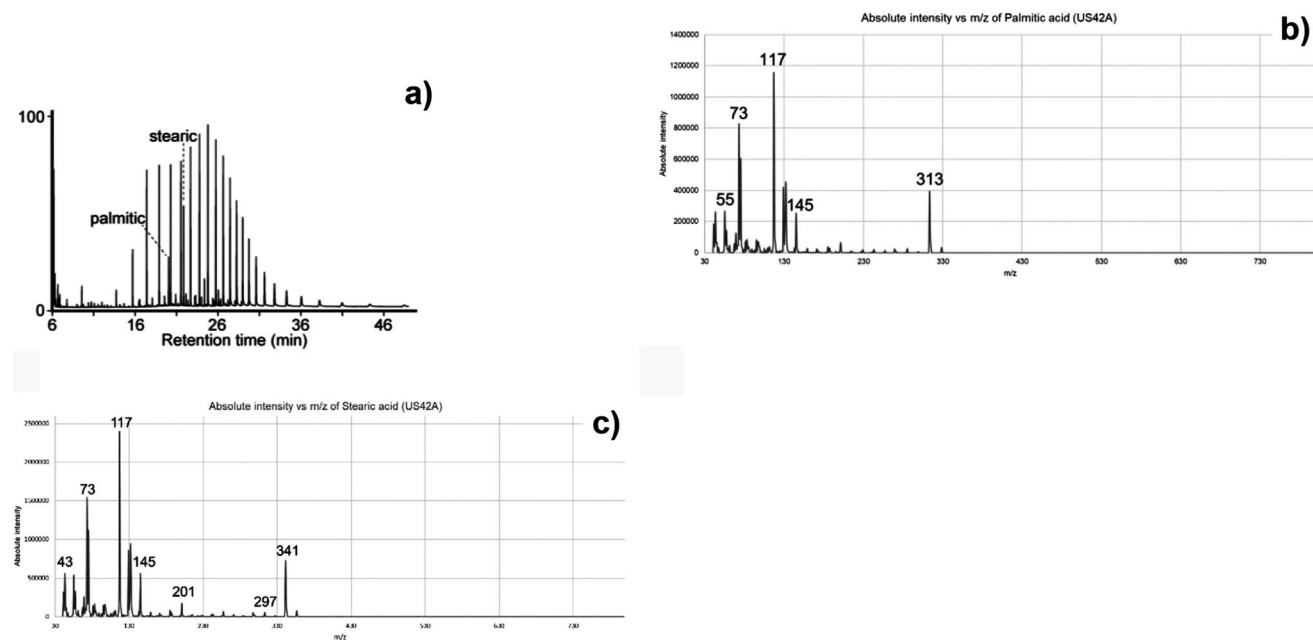 a)
100
stearic
palmitic
0
6 16 26 36 46
Retention time (min)
Absolute intensity vs m/z of Palmitic acid (US42A)
b)
1400000
1200000
1000000
800000
600000
400000
200000
0
Absolute intensity
117
73
55
145
313
30 130 230 330 430 530 630 730
m/z
Absolute intensity vs m/z of Stearic acid (US42A)
c)
2500000
2000000
1500000
1000000
500000
0
Absolute intensity
117
73
43
145
201
297
341
30 130 230 330 430 530 630 730
m/z